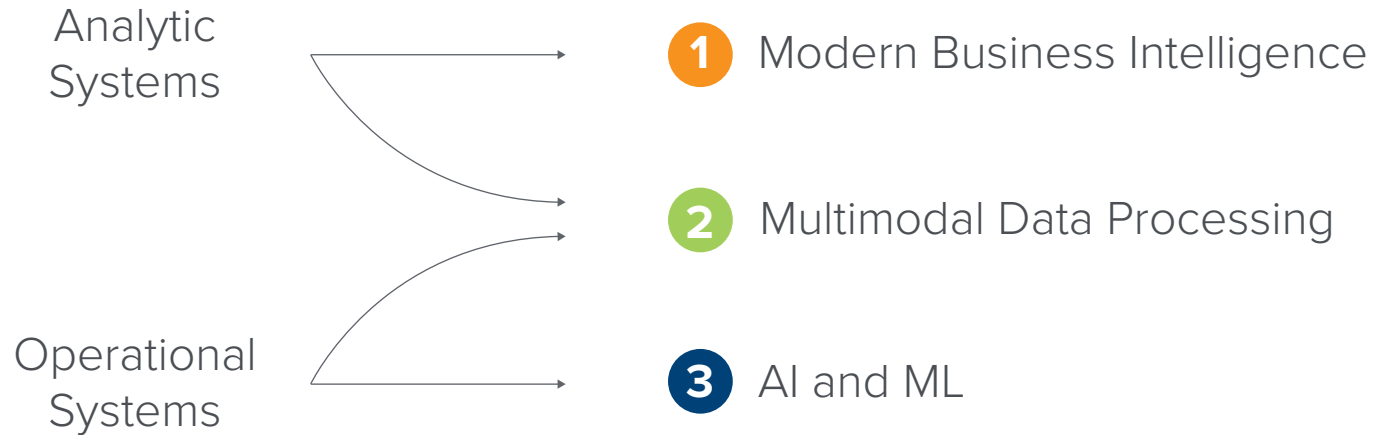 Analytic
Systems
1 Modern Business Intelligence
2 Multimodal Data Processing
Operational
Systems
3 AI and ML